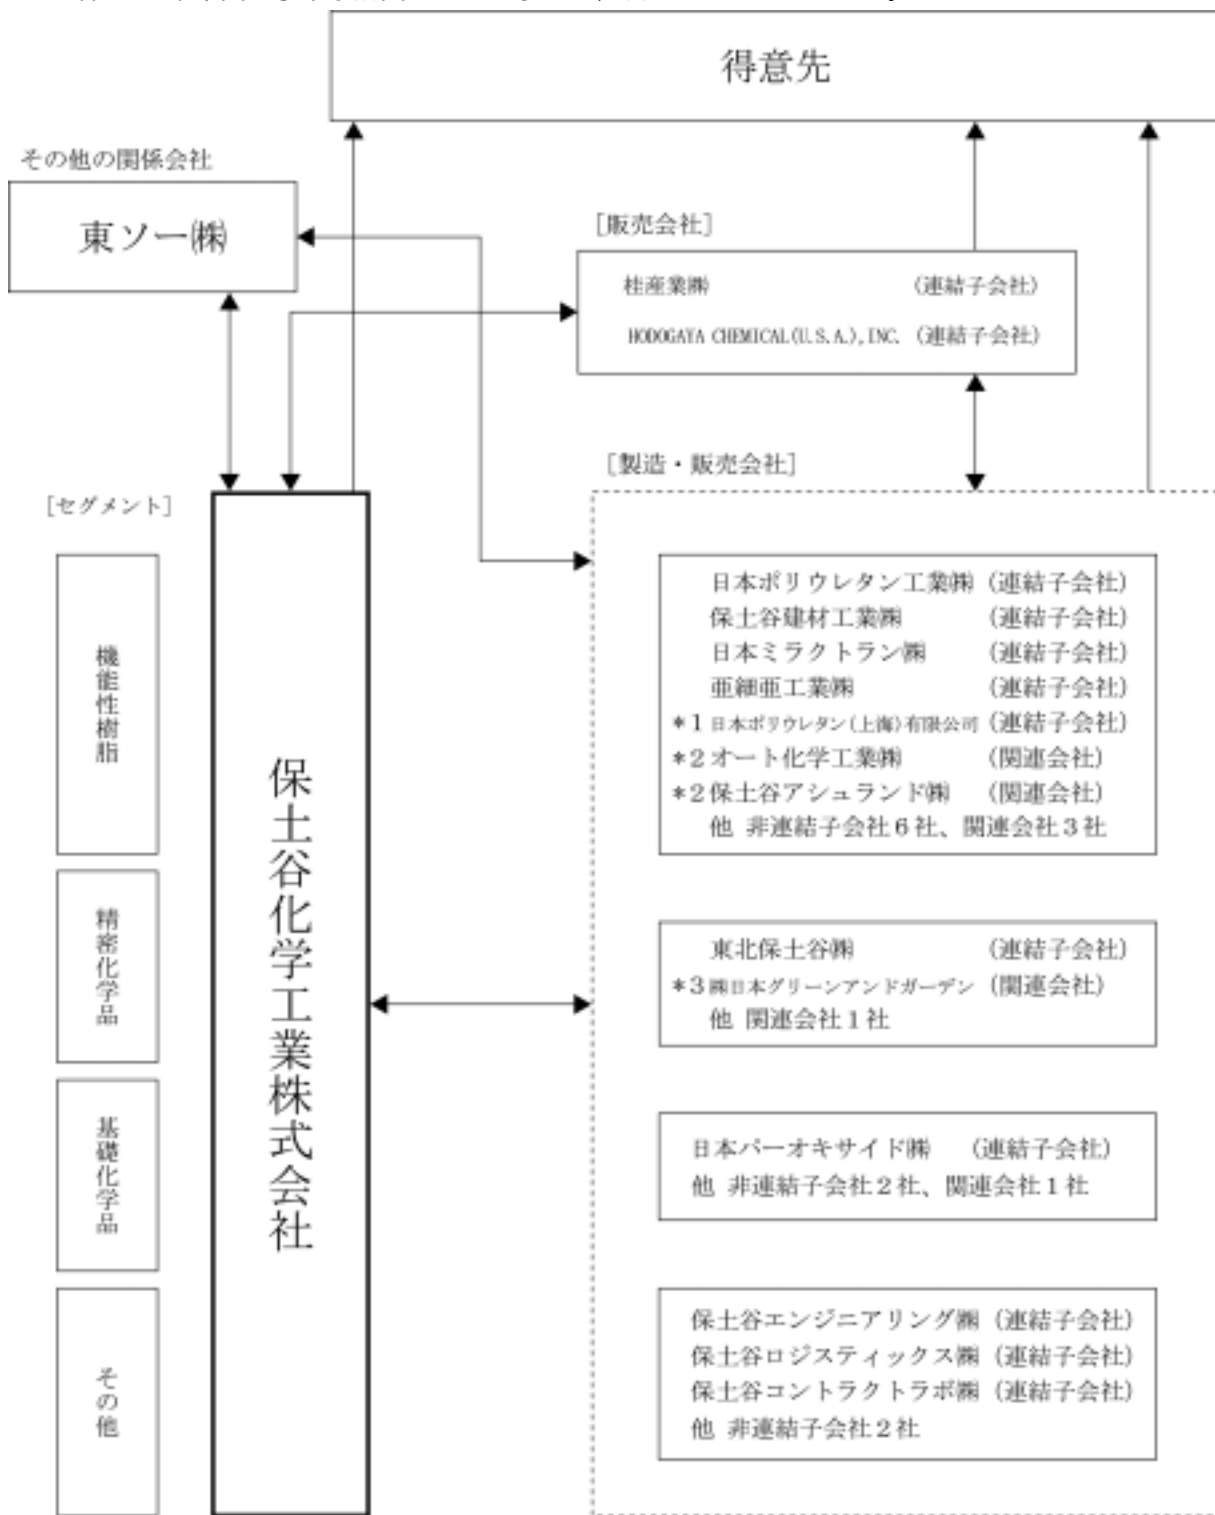 得意先
その他の関係会社
東ソー㈱
[販売会社]
桂産業㈱ (連結子会社)
HODOGAYA CHEMICAL(U.S.A.),INC. (連結子会社)
[製造・販売会社]
[セグメント]
機能性樹脂
精密化学品
基礎化学品
その他
保土谷化学工業株式会社
日本ポリウレタン工業㈱ (連結子会社)
保土谷建材工業㈱ (連結子会社)
日本ミラクトラン㈱ (連結子会社)
亜細亜工業㈱ (連結子会社)
*1日本ポリウレタン(上海)有限公司 (連結子会社)
*2オート化学工業㈱ (関連会社)
*2保土谷アシュランド㈱ (関連会社)
他 非連結子会社6社、関連会社3社
東北保土谷㈱ (連結子会社)
*3㈱日本グリーンアンドガーデン (関連会社)
他 関連会社1社
日本パーオキサイド㈱ (連結子会社)
他 非連結子会社2社、関連会社1社
保土谷エンジニアリング㈱ (連結子会社)
保土谷ロジスティックス㈱ (連結子会社)
保土谷コントラクトラボ㈱ (連結子会社)
他 非連結子会社2社